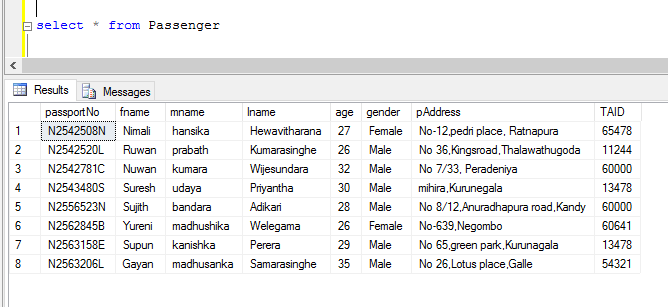 select * from Passenger
Results Messages
passportNo fname mname lname age gender pAddress TAID
1 N2542508N Nimali hansika Hewavitharana 27 Female No-12,pedri place, Ratnapura 65478
2 N2542520L Ruwan prabath Kumarasinghe 26 Male No 36,Kingsroad,Thalawathugoda 11244
3 N2542781C Nuwan kumara Wijesundara 32 Male No 7/33, Peradeniya 60000
4 N2543480S Suresh udaya Priyantha 30 Male mihira,Kurunegala 13478
5 N2556523N Sujith bandara Adikari 28 Male No 8/12,Anuradhapura road,Kandy 60000
6 N2562845B Yureni madhushika Welegama 26 Female No-639,Negombo 60641
7 N2563158E Supun kanishka Perera 29 Male No 65,green park,Kurunagala 13478
8 N2563206L Gayan madhusanka Samarasinghe 35 Male No 26,Lotus place,Galle 54321